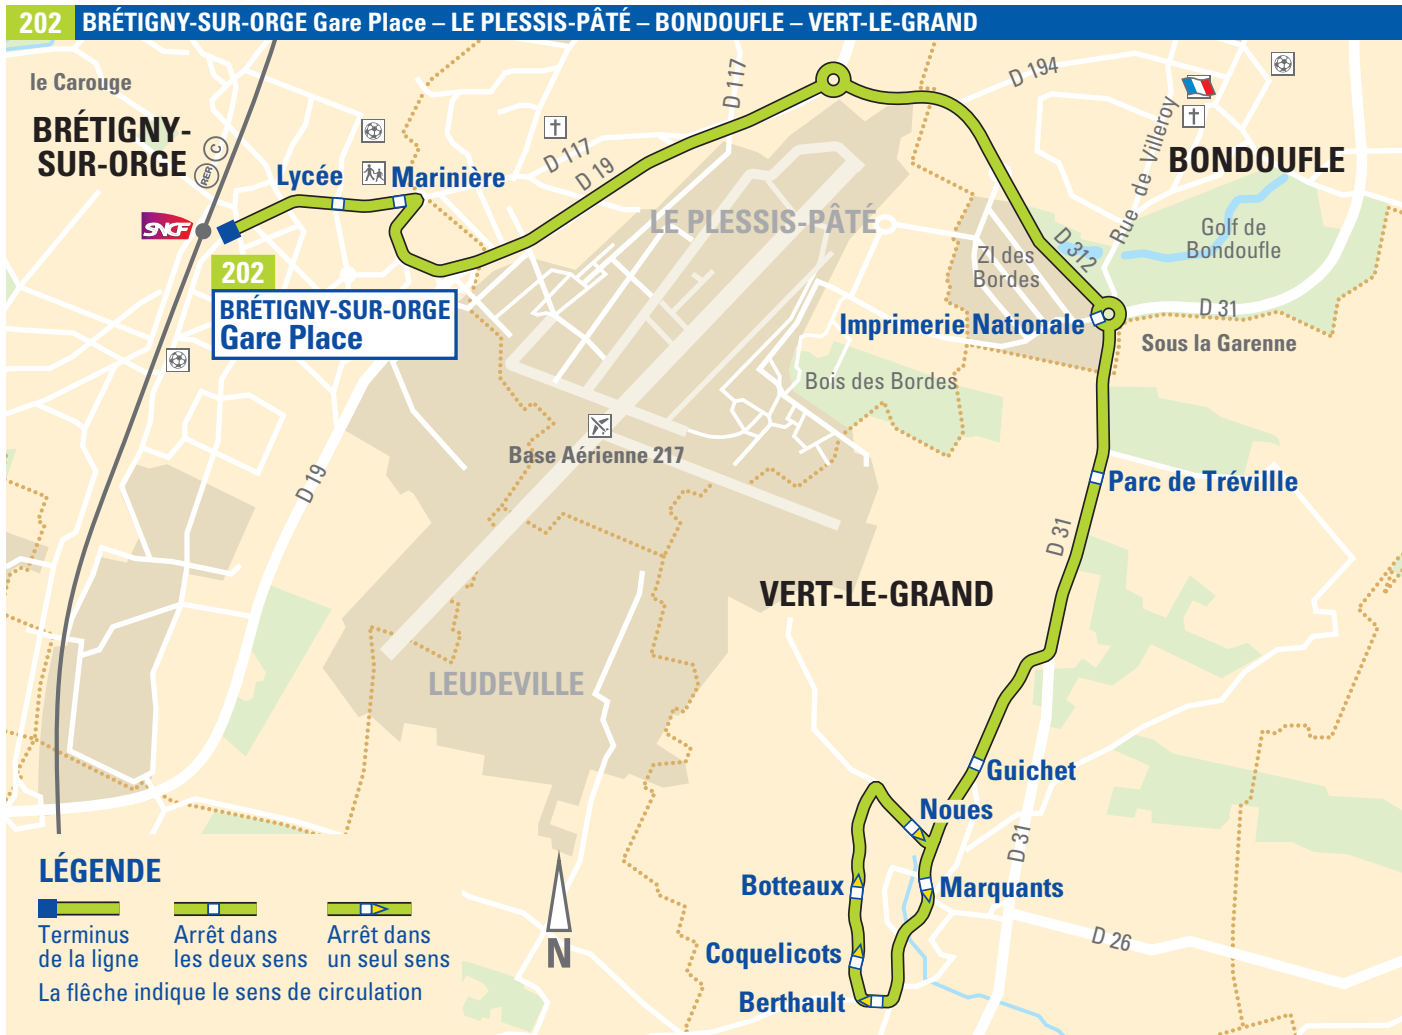 202 BRÉTIGNY-SUR-ORGE Gare Place – LE PLESSIS-PÂTÉ – BONDOUFLE – VERT-LE-GRAND
le Carouge
BRÉTIGNY-
SUR-ORGE
RER C
SNCF
Lycée
Marinière
D 117
D 19
D 117
D 194
Rue de Villeroy
BONDOUFLE
LE PLESSIS-PÂTÉ
Golf de
Bondoufle
ZI des
Bordes
D 312
202
BRÉTIGNY-SUR-ORGE
Gare Place
Imprimerie Nationale
D 31
Sous la Garenne
Bois des Bordes
Base Aérienne 217
D 19
Parc de Trévillle
D 31
VERT-LE-GRAND
LEUDEVILLE
Guichet
Noues
D 31
Botteaux
Marquants
D 26
Coquelicots
Berthault
N
LÉGENDE
Terminus
de la ligne
Arrêt dans
les deux sens
Arrêt dans
un seul sens
La flêche indique le sens de circulation